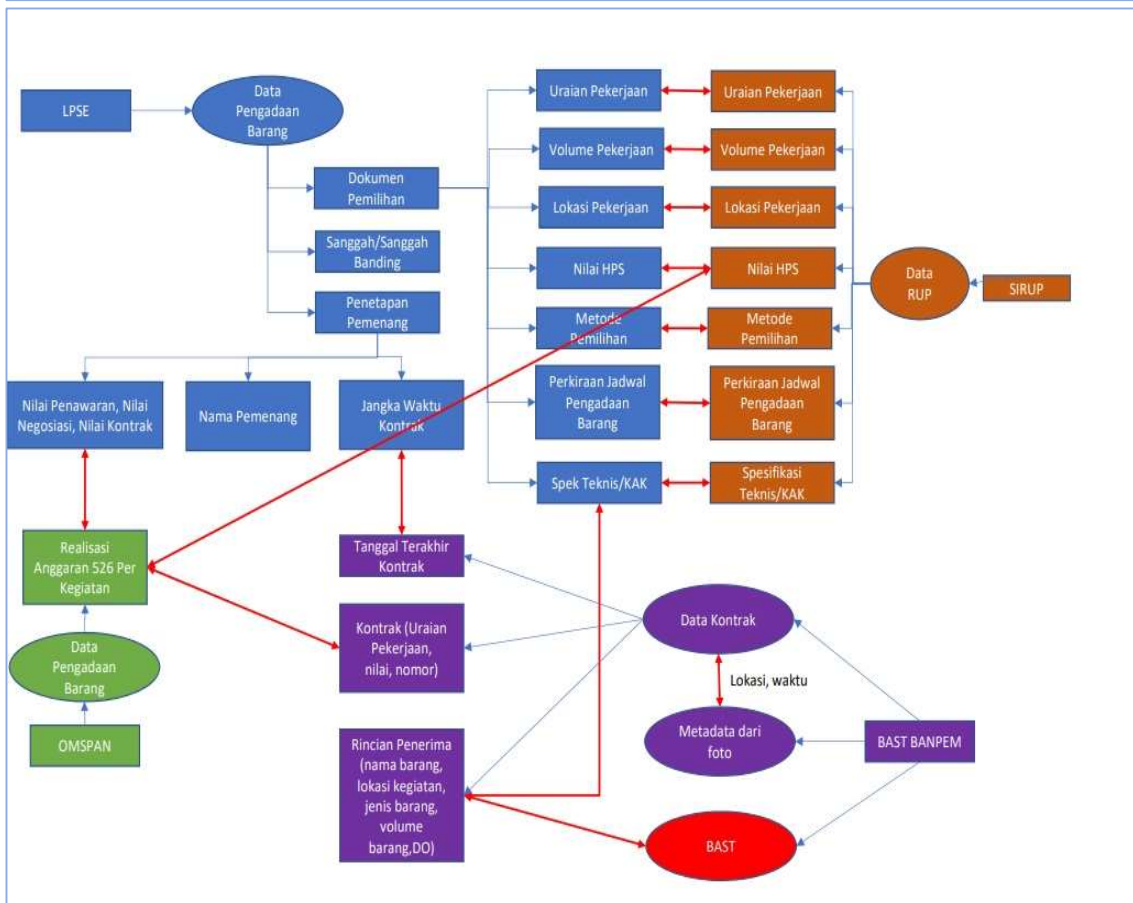 LPSE
Data
Pengadaan
Barang
Dokumen
Pemilihan
Sanggah/Sanggah
Banding
Penetapan
Pemenang
Nilai Penawaran, Nilai
Negosiasi, Nilai Kontrak
Nama Pemenang
Jangka Waktu
Kontrak
Uraian Pekerjaan
Uraian Pekerjaan
Volume Pekerjaan
Volume Pekerjaan
Lokasi Pekerjaan
Lokasi Pekerjaan
Nilai HPS
Nilai HPS
Metode
Pemilihan
Metode
Pemilihan
Perkiraan Jadwal
Pengadaan
Barang
Perkiraan Jadwal
Pengadaan
Barang
Spek Teknis/KAK
Spesifikasi
Teknis/KAK
Data
RUP
SIRUP
Realisasi
Anggaran 526 Per
Kegiatan
Data
Pengadaan
Barang
OMSPAN
Tanggal Terakhir
Kontrak
Kontrak (Uraian
Pekerjaan,
nilai, nomor)
Rincian Penerima
(nama barang,
lokasi kegiatan,
jenis barang,
volume
barang,DO)
Data Kontrak
Lokasi, waktu
Metadata dari
foto
BAST BANPEM
BAST